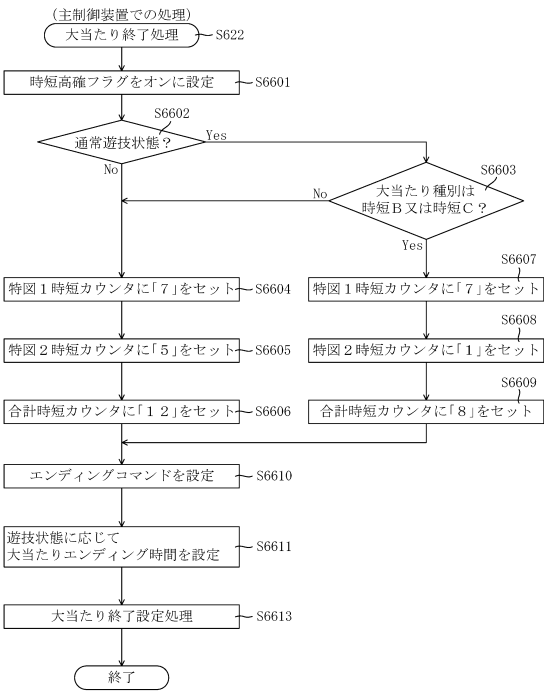 (主制御装置での処理)
大当たり終了処理
S622
時短高確フラグをオンに設定
S6601
S6602
通常遊技状態？
Yes
No
S6603
大当たり種別は
時短Ｂ又は時短Ｃ？
No
Yes
特図１時短カウンタに「７」をセット
S6604
S6607
特図１時短カウンタに「７」をセット
特図２時短カウンタに「５」をセット
S6605
S6608
特図２時短カウンタに「１」をセット
合計時短カウンタに「１２」をセット
S6606
S6609
合計時短カウンタに「８」をセット
エンディングコマンドを設定
S6610
遊技状態に応じて
大当たりエンディング時間を設定
S6611
大当たり終了設定処理
S6613
終了